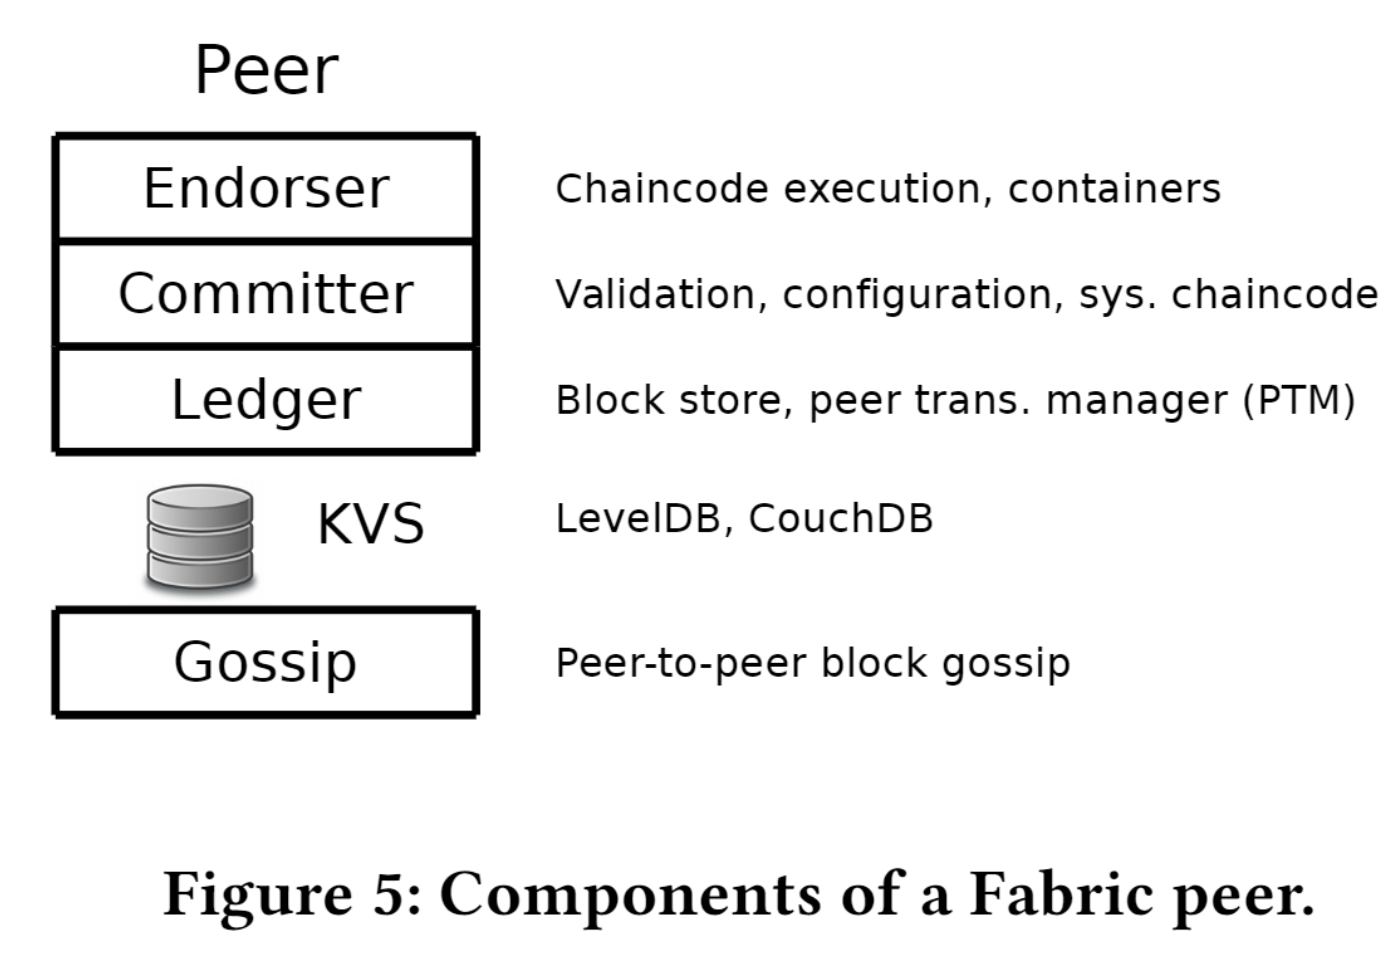 Peer
Endorser Chaincode execution, containers
Committer Validation, configuration, sys. chaincode
Ledger Block store, peer trans. manager (PTM)
KVS LevelDB, CouchDB
Gossip Peer-to-peer block gossip
Figure 5: Components of a Fabric peer.